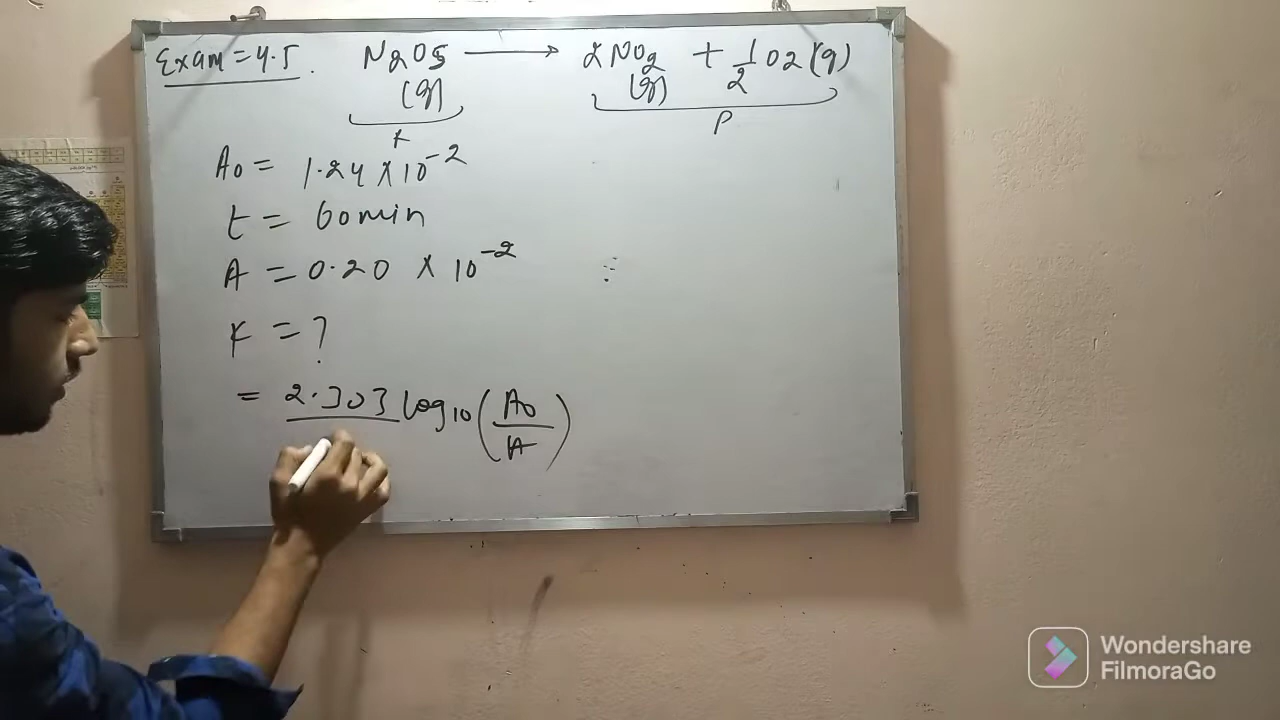 Exam = 4.5. N2O5 ⟶ 2NO2 + 1/2 O2 (g)
(g) (g)
R P
A0 = 1.24 × 10^-2
t = 60 min
A = 0.20 × 10^-2
K = ?
= 2.303 log10 (A0/A)
Wondershare
FilmoraGo